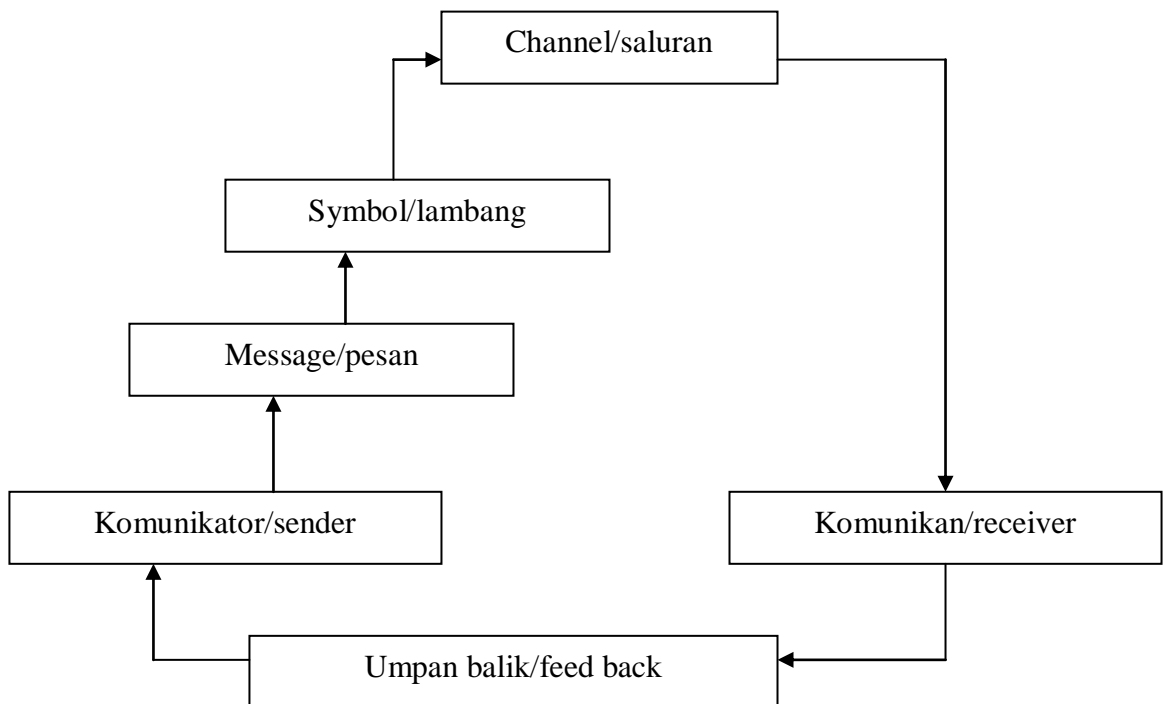 Channel/saluran
Symbol/lambang
Message/pesan
Komunikator/sender
Komunikan/receiver
Umpan balik/feed back